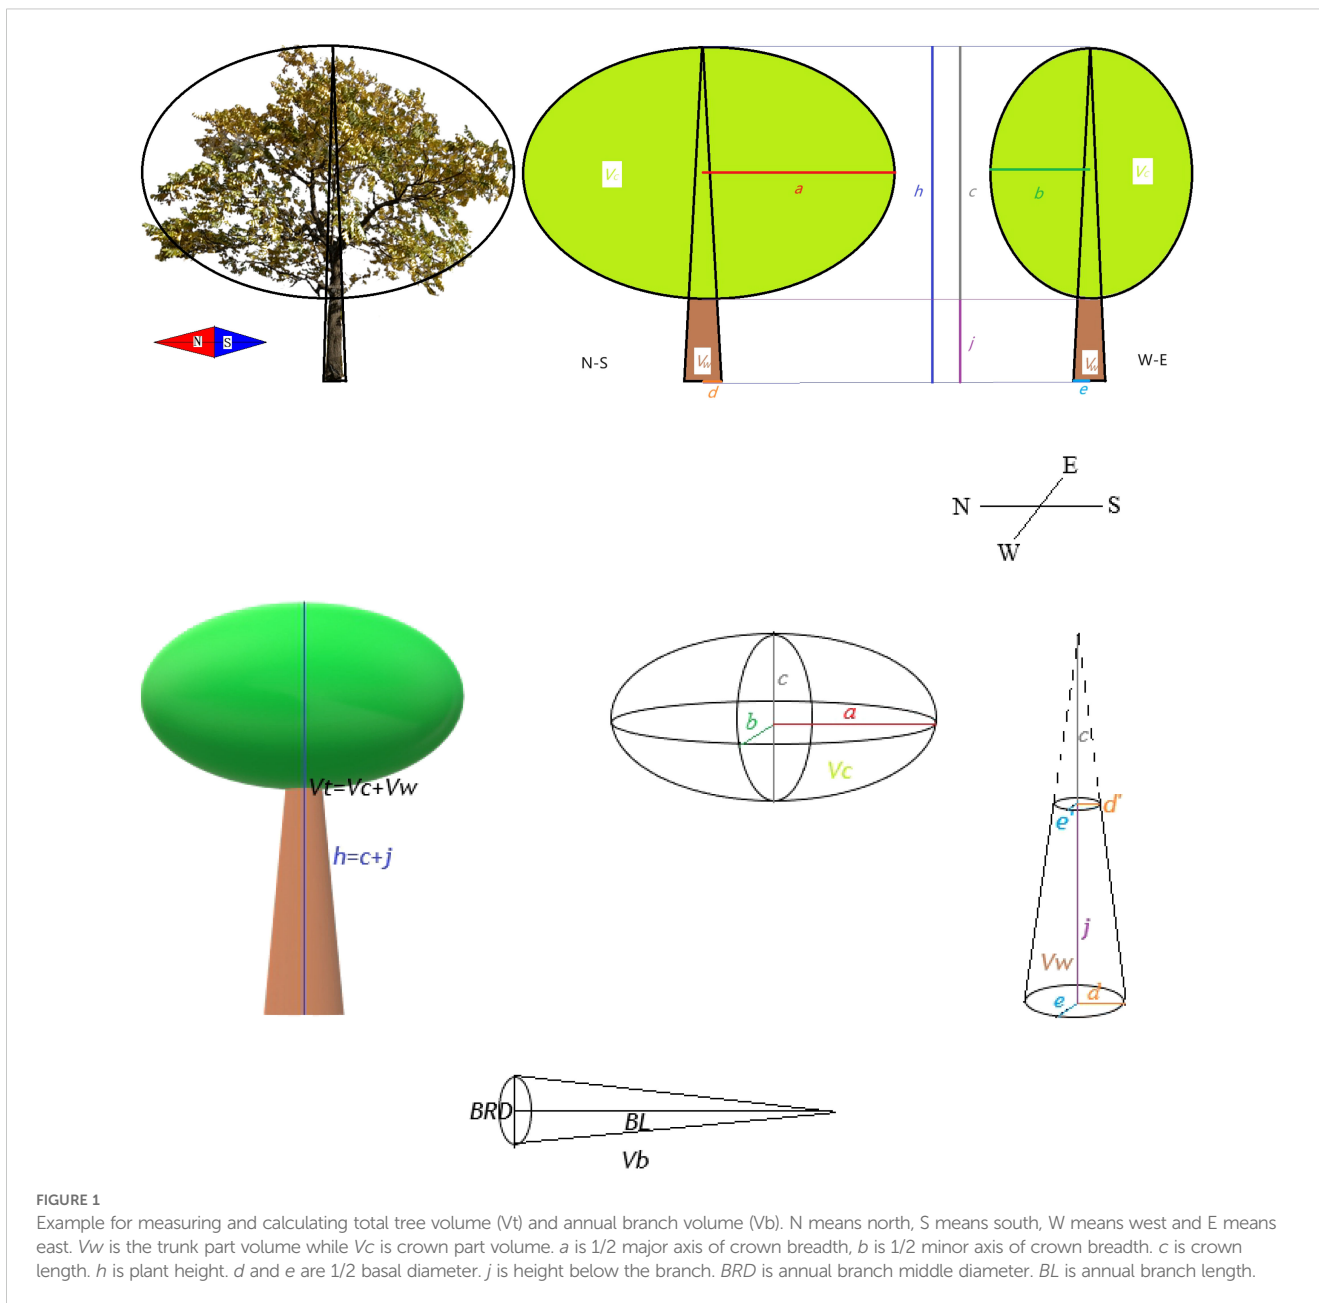 Vc
a
h
c
b
Vc
N S
N-S
Vw
d
j
Vw
e
W-E
E
N S
W
Vt=Vc+Vw
h=c+j
c
b
a
Vc
c
e'
d'
j
Vw
e
d
BRD
BL
Vb
FIGURE 1
Example for measuring and calculating total tree volume (Vt) and annual branch volume (Vb). N means north, S means south, W means west and E means
east. Vw is the trunk part volume while Vc is crown part volume. a is 1/2 major axis of crown breadth, b is 1/2 minor axis of crown breadth. c is crown
length. h is plant height. d and e are 1/2 basal diameter. j is height below the branch. BRD is annual branch middle diameter. BL is annual branch length.